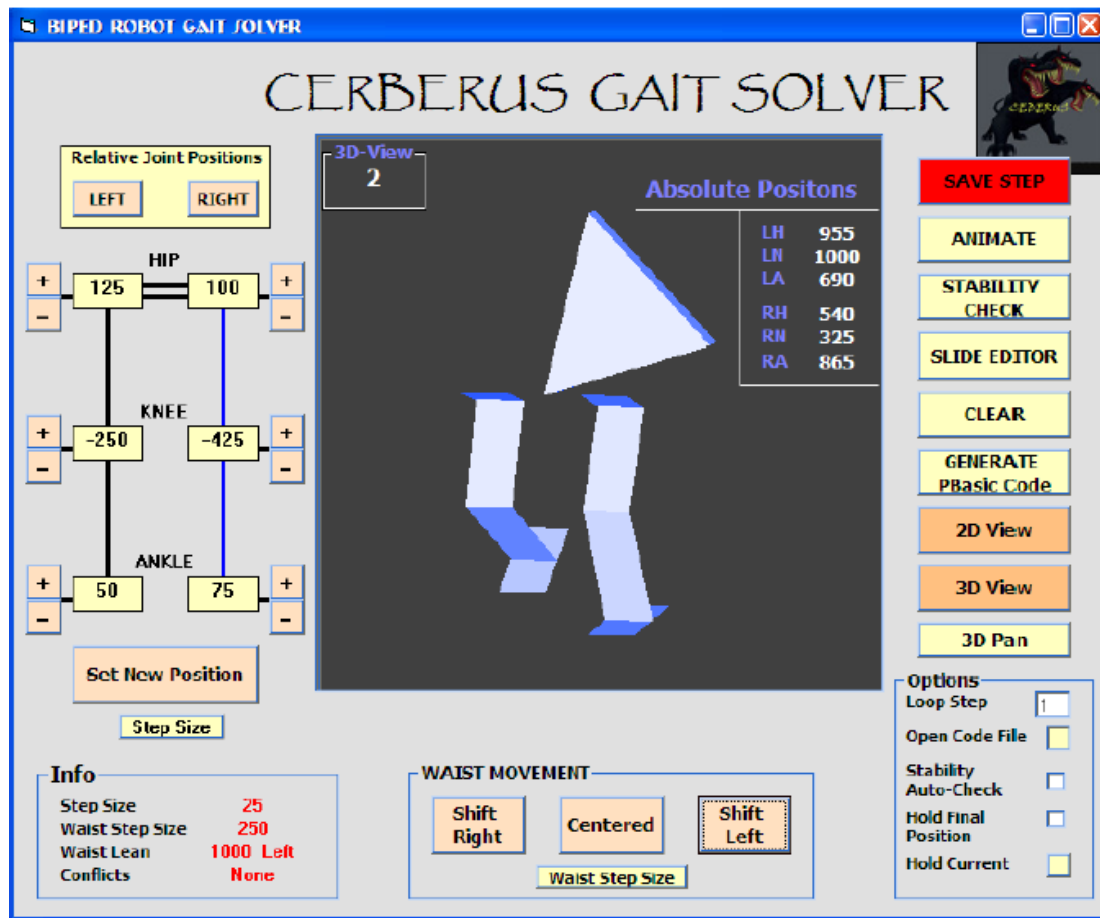 BIPED ROBOT GAIT SOLVER
CERBERUS GAIT SOLVER
CERBERUS
Relative Joint Positions
LEFT RIGHT
HIP
+ 125 100 +
- -
KNEE
+ -250 -425 +
- -
ANKLE
+ 50 75 +
- -
Set New Position
Step Size
3D-View
2
Absolute Positons
LH 955
LN 1000
LA 690
RH 540
RN 325
RA 865
SAVE STEP
ANIMATE
STABILITY
CHECK
SLIDE EDITOR
CLEAR
GENERATE
PBasic Code
2D View
3D View
3D Pan
Info
Step Size 25
Waist Step Size 250
Waist Lean 1000 Left
Conflicts None
WAIST MOVEMENT
Shift
Right
Centered
Shift
Left
Waist Step Size
Options
Loop Step 1
Open Code File
Stability
Auto-Check
Hold Final
Position
Hold Current